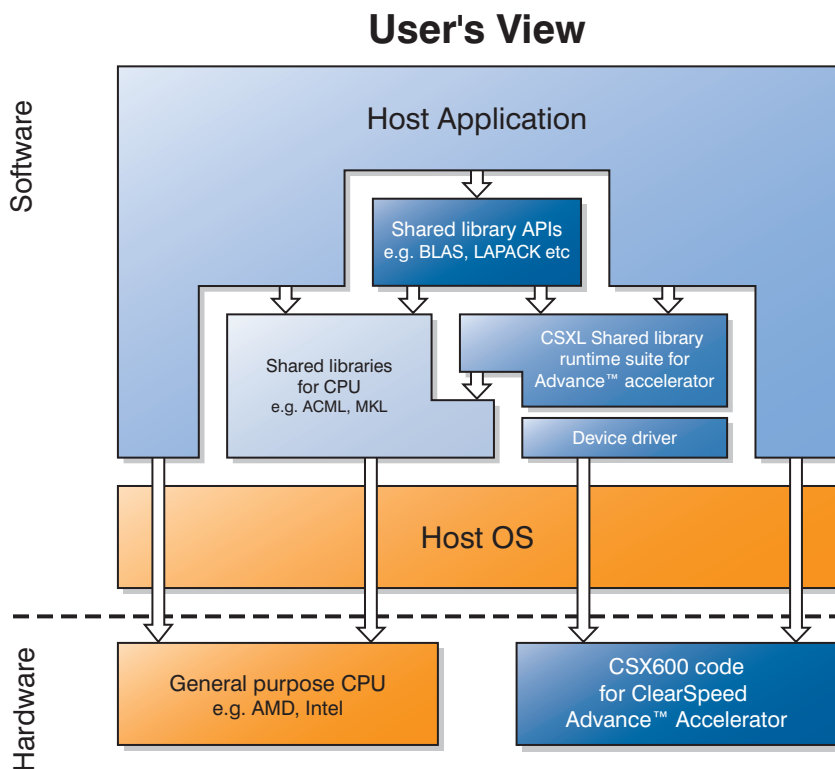 User's View
Software
Host Application
Shared library APIs
e.g. BLAS, LAPACK etc
Shared libraries
for CPU
e.g. ACML, MKL
CSXL Shared library
runtime suite for
Advance™ accelerator
Device driver
Host OS
Hardware
General purpose CPU
e.g. AMD, Intel
CSX600 code
for ClearSpeed
Advance™ Accelerator